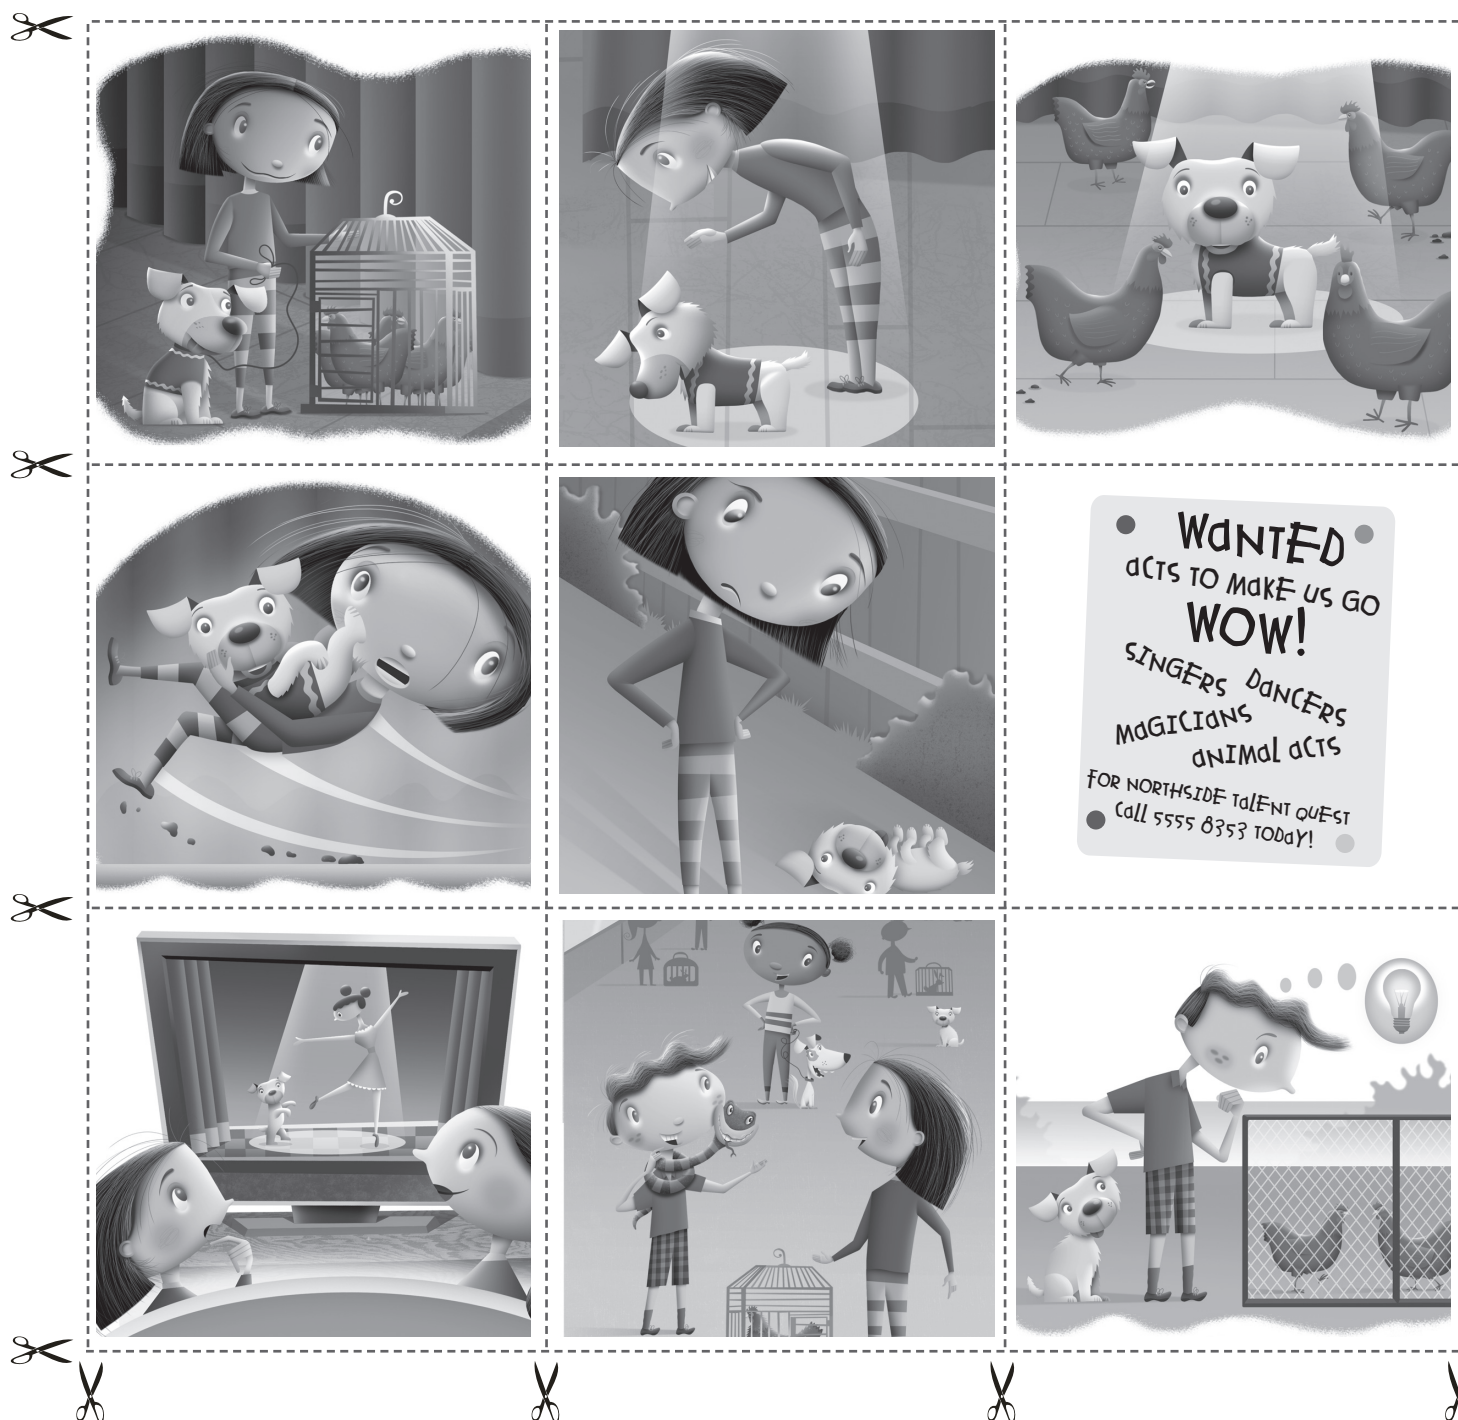 WANTED
ACTS TO MAKE US GO
WOW!
SINGERS DANCERS
MAGICIANS
ANIMAL ACTS
FOR NORTHSIDE TALENT QUEST
Call 5555 8353 TODAY!